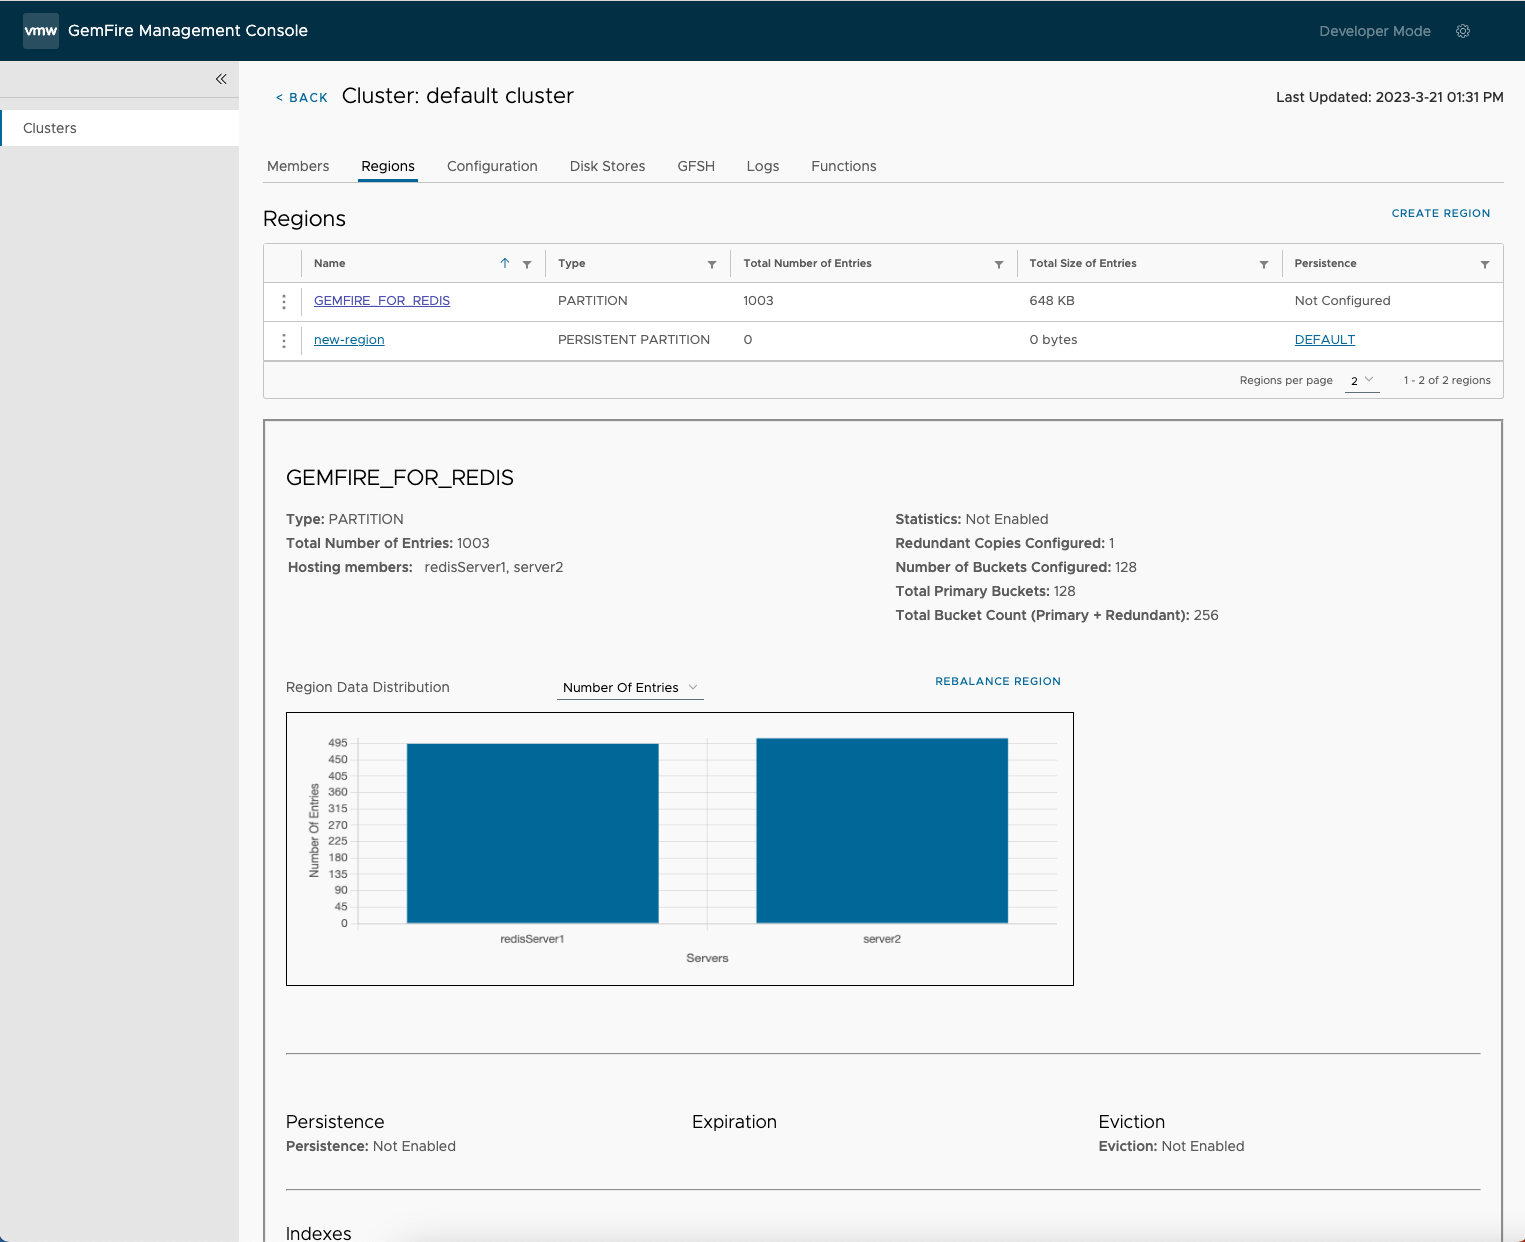 vmw GemFire Management Console Developer Mode
Clusters
< BACK Cluster: default cluster Last Updated: 2023-3-21 01:31 PM
Members Regions Configuration Disk Stores GFSH Logs Functions
Regions CREATE REGION
Name Type Total Number of Entries Total Size of Entries Persistence
GEMFIRE_FOR_REDIS PARTITION 1003 648 KB Not Configured
new-region PERSISTENT PARTITION 0 0 bytes DEFAULT
Regions per page 2 1 - 2 of 2 regions
GEMFIRE_FOR_REDIS
Type: PARTITION
Total Number of Entries: 1003
Hosting members: redisServer1, server2
Statistics: Not Enabled
Redundant Copies Configured: 1
Number of Buckets Configured: 128
Total Primary Buckets: 128
Total Bucket Count (Primary + Redundant): 256
Region Data Distribution Number Of Entries REBALANCE REGION
Number Of Entries
495
450
405
360
315
270
225
180
135
90
45
0
redisServer1 server2
Servers
Persistence
Persistence: Not Enabled
Expiration
Eviction
Eviction: Not Enabled
Indexes